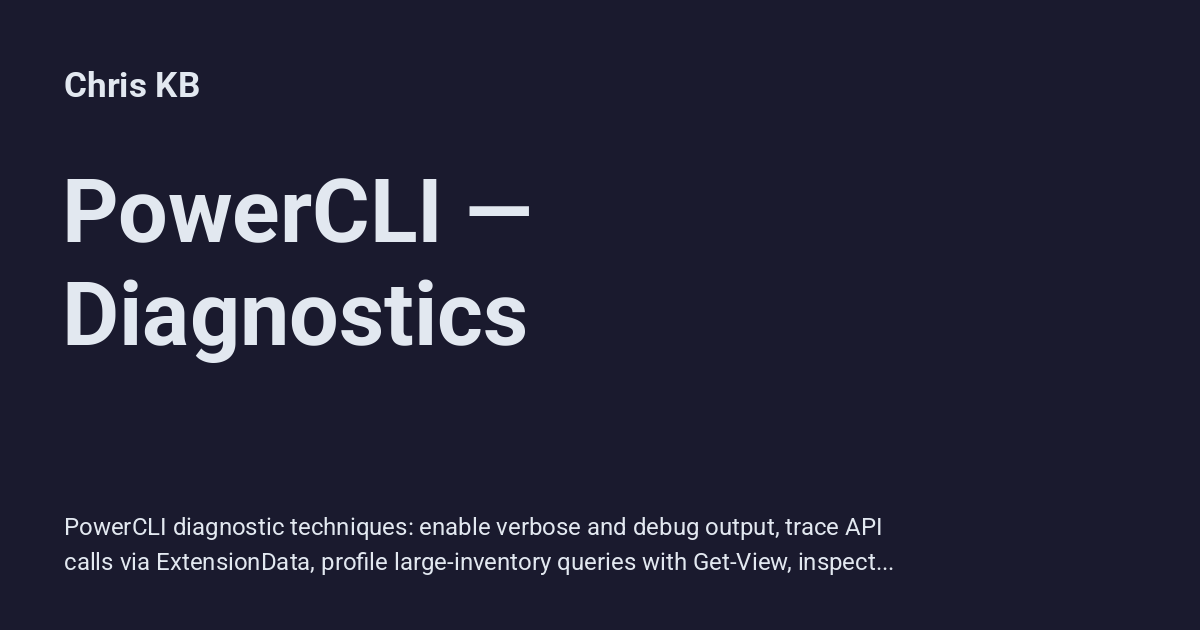 Chris KB
PowerCLI —
Diagnostics
PowerCLI diagnostic techniques: enable verbose and debug output, trace API
calls via ExtensionData, profile large-inventory queries with Get-View, inspect...